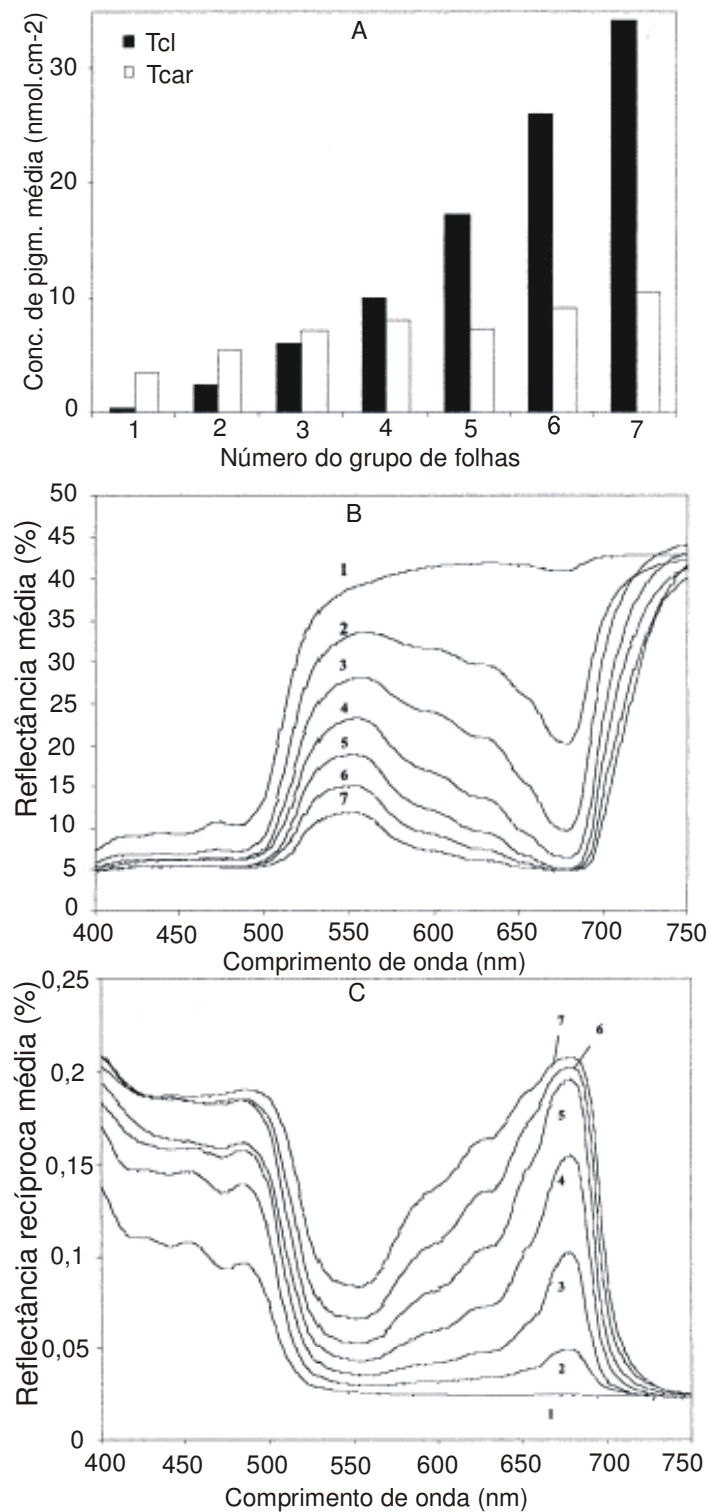 A
Tcl
Tcar
Conc. de pigm. média (nmol.cm-2)
30
20
10
0
1 2 3 4 5 6 7
Número do grupo de folhas
B
Reflectância média (%)
50
45
40
35
30
25
20
15
10
5
0
1
2
3
4
5
6
7
400 450 500 550 600 650 700 750
Comprimento de onda (nm)
C
Reflectância recíproca média (%)
0,25
0,2
0,15
0,1
0,05
0
7
6
5
4
3
2
1
400 450 500 550 600 650 700 750
Comprimento de onda (nm)